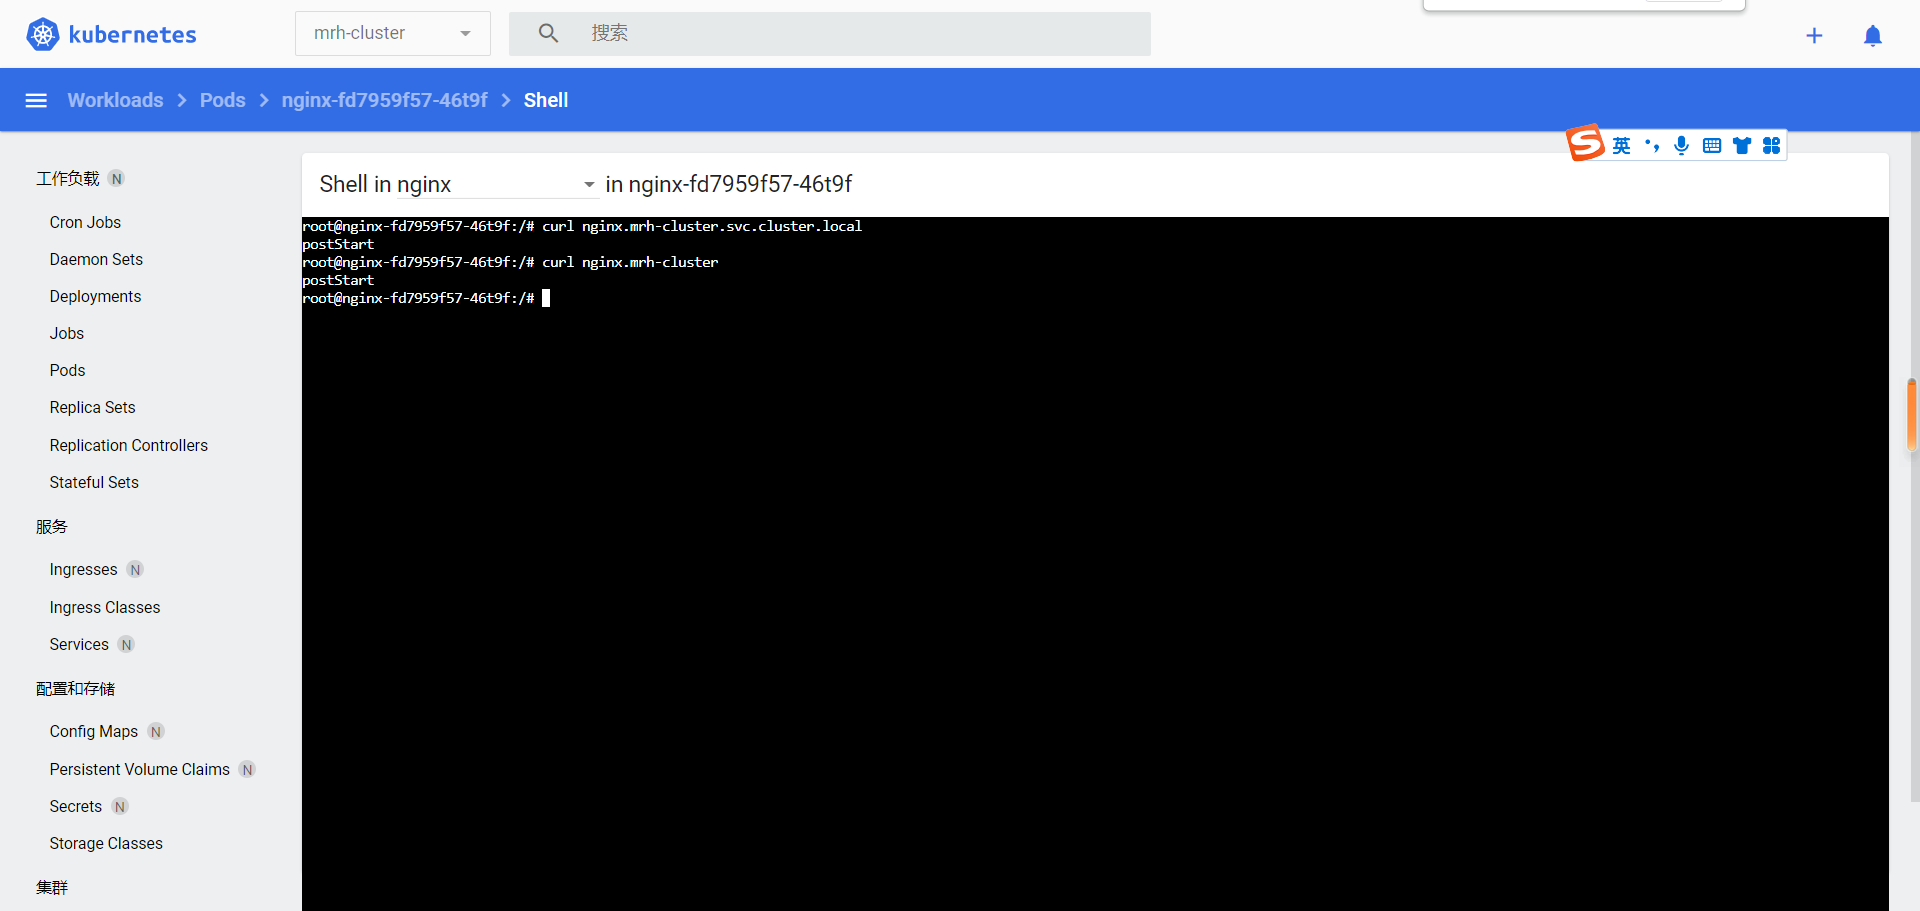 kubernetes
mrh-cluster
搜索
Workloads > Pods > nginx-fd7959f57-46t9f > Shell
英
工作负载 N
Cron Jobs
Daemon Sets
Deployments
Jobs
Pods
Replica Sets
Replication Controllers
Stateful Sets
服务
Ingresses N
Ingress Classes
Services N
配置和存储
Config Maps N
Persistent Volume Claims N
Secrets N
Storage Classes
集群
Shell in nginx in nginx-fd7959f57-46t9f
root@nginx-fd7959f57-46t9f:/# curl nginx.mrh-cluster.svc.cluster.local
postStart
root@nginx-fd7959f57-46t9f:/# curl nginx.mrh-cluster
postStart
root@nginx-fd7959f57-46t9f:/#